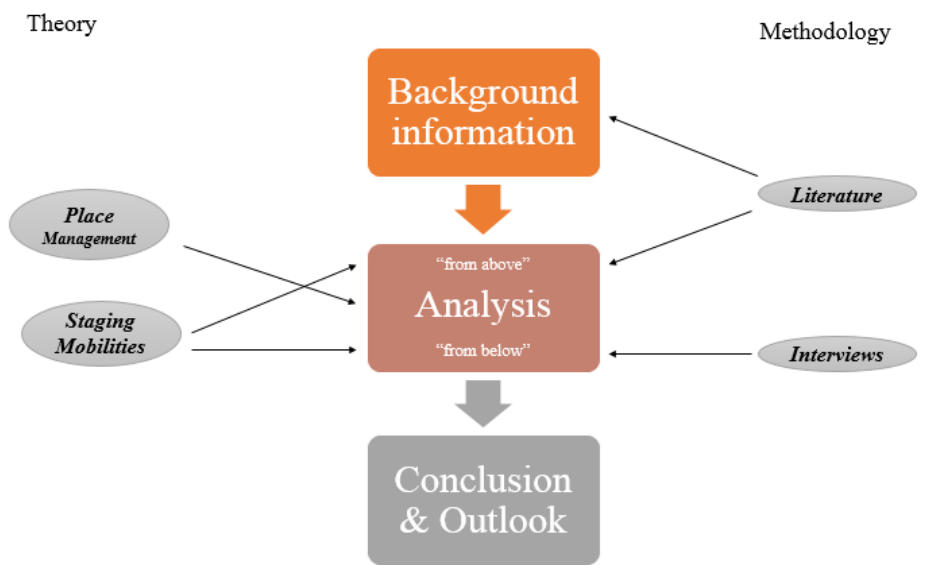 Theory
Methodology
Background
information
Literature
Place
Management
“from above”
Analysis
“from below”
Staging
Mobilities
Interviews
Conclusion
& Outlook